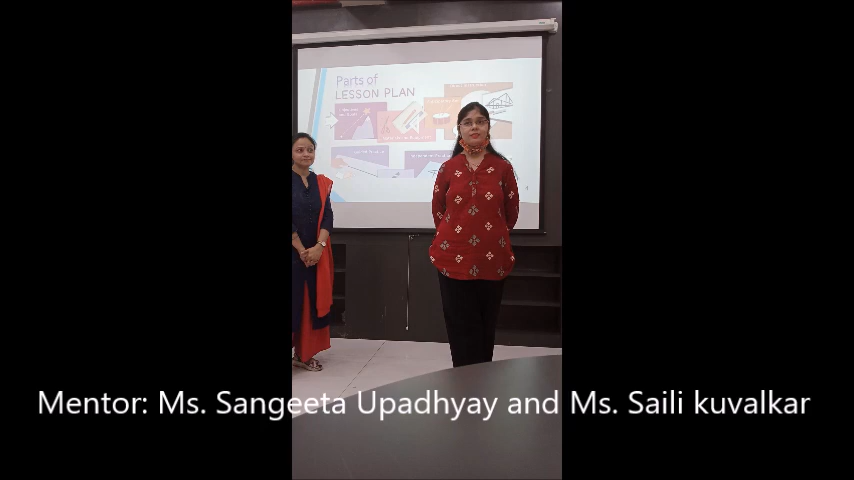 Parts of
LESSON PLAN
Mentor: Ms. Sangeeta Upadhyay and Ms. Saili kuvalkar